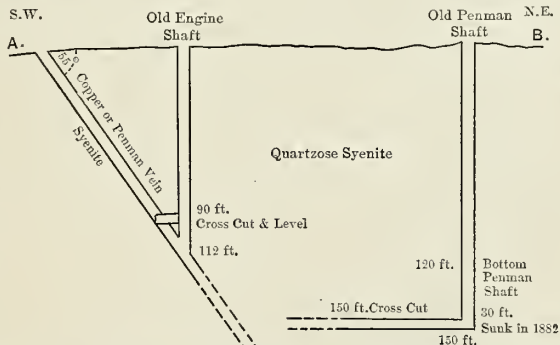 S.W.
N.E.
A.
B.
Old Engine
Shaft
Old Penman
Shaft
55°
Copper or Penman Vein
Syenite
Quartzose Syenite
90 ft.
Cross Cut & Level
112 ft.
120 ft.
Bottom
Penman
Shaft
150 ft. Cross Cut
30 ft.
Sunk in 1882
150 ft.